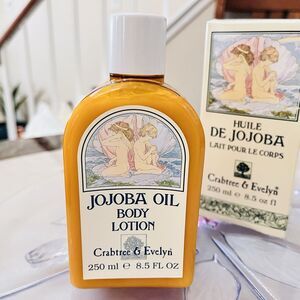 JOJOBA OIL
BODY
LOTION
Crabtree & Evelyn
250 ml e 8.5 FL OZ
HUILE
DE JOJOBA
LAIT POUR LE CORPS
Crabtree & Evelyn®
250 ml e 8.5 oz fl